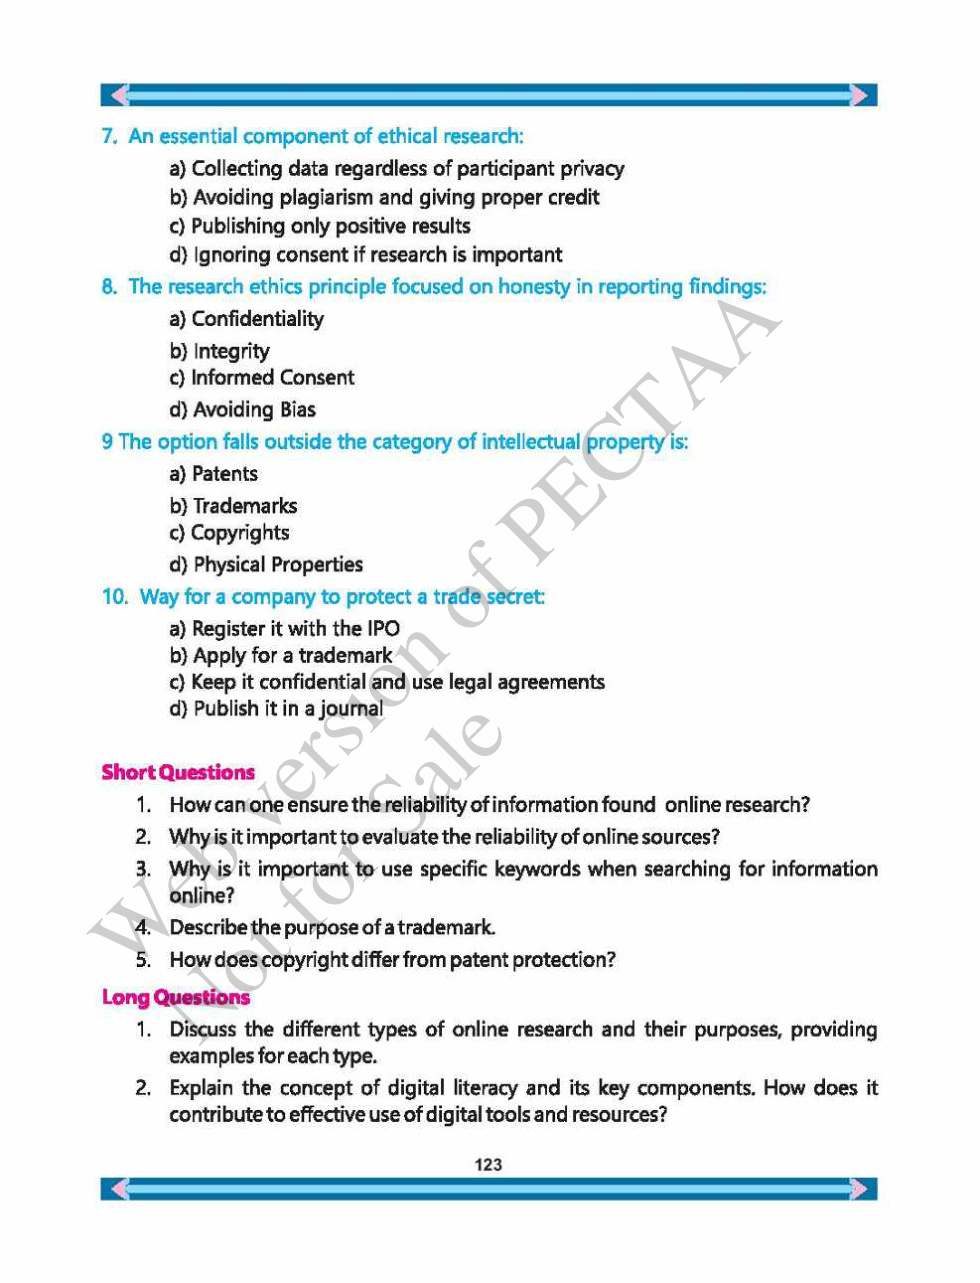 7. An essential component of ethical research:
a) Collecting data regardless of participant privacy
b) Avoiding plagiarism and giving proper credit
c) Publishing only positive results
d) Ignoring consent if research is important
8. The research ethics principle focused on honesty in reporting findings:
a) Confidentiality
b) Integrity
c) Informed Consent
d) Avoiding Bias
9 The option falls outside the category of intellectual property is:
a) Patents
b) Trademarks
c) Copyrights
d) Physical Properties
10. Way for a company to protect a trade secret:
a) Register it with the IPO
b) Apply for a trademark
c) Keep it confidential and use legal agreements
d) Publish it in a journal
Short Questions
1. How can one ensure the reliability of information found online research?
2. Why is it important to evaluate the reliability of online sources?
3. Why is it important to use specific keywords when searching for information
online?
4. Describe the purpose of a trademark.
5. How does copyright differ from patent protection?
Long Questions
1. Discuss the different types of online research and their purposes, providing
examples for each type.
2. Explain the concept of digital literacy and its key components. How does it
contribute to effective use of digital tools and resources?
123
Web version of PECTAA
Not for Sale